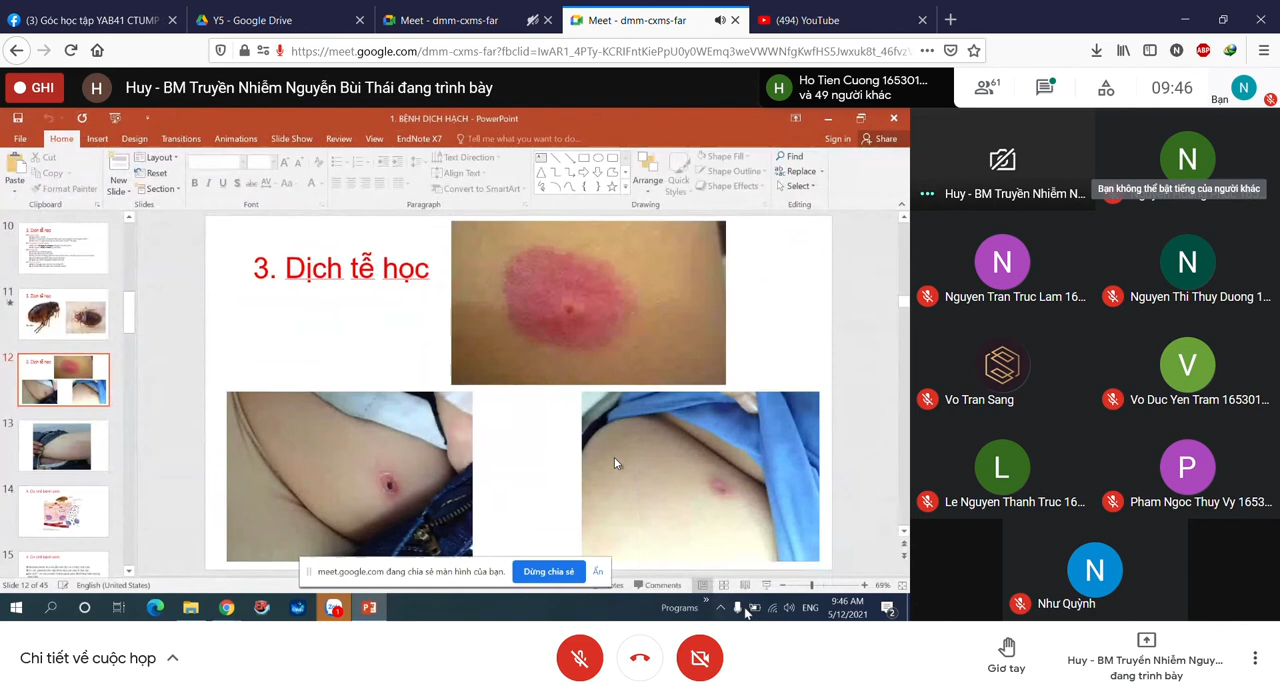 (3) Góc học tập YAB41 CTUMP
Y5 - Google Drive
Meet - dmm-cxms-far
Meet - dmm-cxms-far
(494) YouTube
https://meet.google.com/dmm-cxms-far?fbclid=IwAR1_4PTy-KCRIFntKiePpU0y0WEmq3weVWWNfgKwfHS5Jwxuk8t_46fvz
GHI
H
Huy - BM Truyền Nhiễm Nguyễn Bùi Thái đang trình bày
H
Ho Tien Cuong 165301...
và 49 người khác
61
09:46
Bạn
N
1. BỆNH DỊCH HẠCH - PowerPoint
File
Home
Insert
Design
Transitions
Animations
Slide Show
Review
View
EndNote X7
Tell me what you want to do...
Sign in
Share
Paste
Cut
Copy
Format Painter
New
Slide
Layout
Reset
Section
Text Direction
Align Text
Convert to SmartArt
Arrange
Quick
Styles
Shape Fill
Shape Outline
Shape Effects
Find
Replace
Select
Clipboard
Slides
Font
Paragraph
Drawing
Editing
10
11
12
13
14
15
3. Dịch tễ học
meet.google.com đang chia sẻ màn hình của bạn.
Dừng chia sẻ
Ẩn
Slide 12 of 45
English (United States)
Comments
69%
Programs
ENG
9:46 AM
5/12/2021
2
Huy - BM Truyền Nhiễm N...
N
Bạn không thể bật tiếng của người khác
N
Nguyen Tran Truc Lam 16...
N
Nguyen Thi Thuy Duong 1...
Vo Tran Sang
V
Vo Duc Yen Tram 165301...
L
Le Nguyen Thanh Truc 16...
P
Pham Ngoc Thuy Vy 1653...
N
Như Quỳnh
Chi tiết về cuộc họp
Giơ tay
Huy - BM Truyền Nhiễm Nguy...
đang trình bày